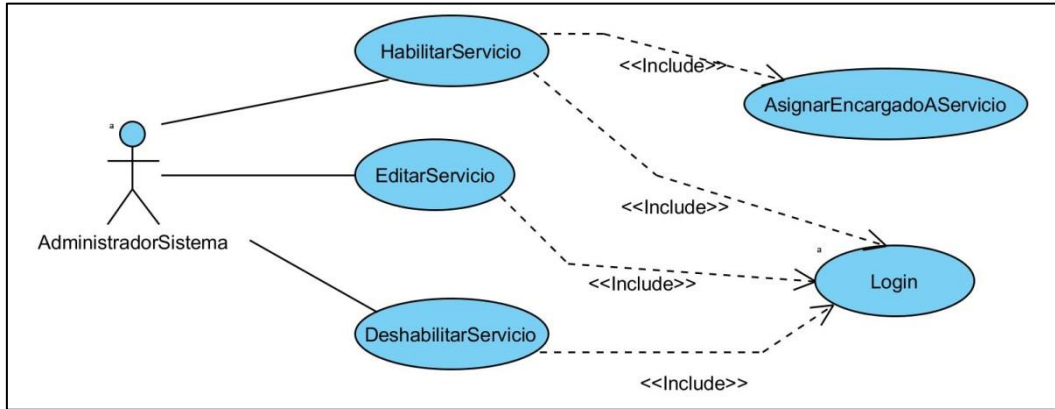 HabilitarServicio
<<Include>>
AsignarEncargadoAServicio
a
EditarServicio
<<Include>>
AdministradorSistema
a
Login
<<Include>>
DeshabilitarServicio
<<Include>>